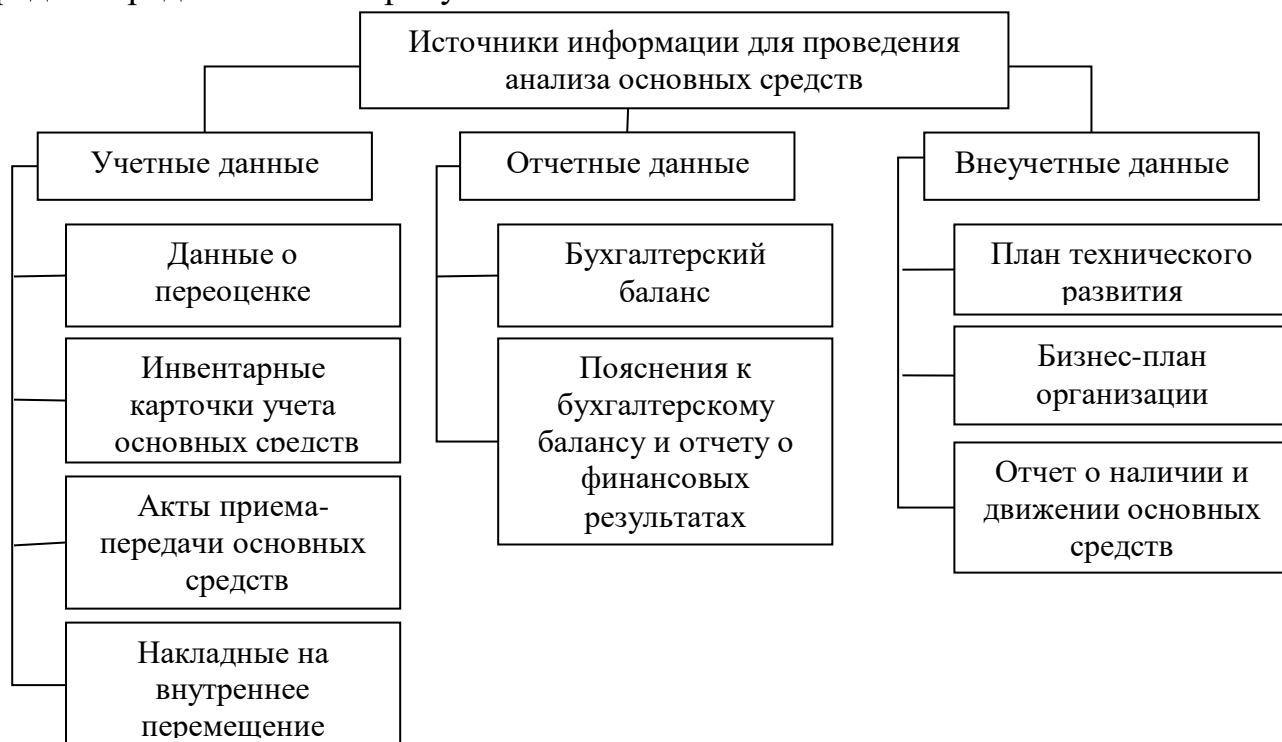 Источники информации для проведения
анализа основных средств
Учетные данные
Отчетные данные
Внеучетные данные
Данные о
переоценке
Инвентарные
карточки учета
основных средств
Акты приема-
передачи основных
средств
Накладные на
внутреннее
перемещение
Бухгалтерский
баланс
Пояснения к
бухгалтерскому
балансу и отчету о
финансовых
результатах
План технического
развития
Бизнес-план
организации
Отчет о наличии и
движении основных
средств